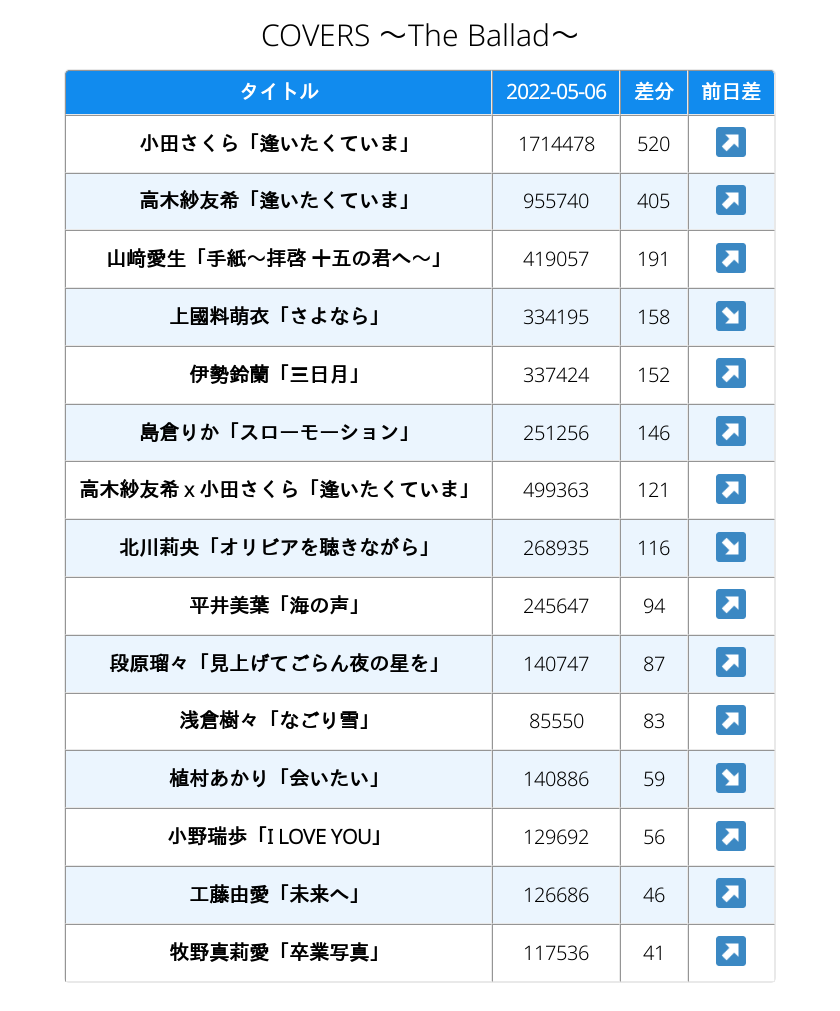 COVERS ～The Ballad～
タイトル 2022-05-06 差分 前日差
小田さくら「逢いたくていま」 1714478 520 ↗
高木紗友希「逢いたくていま」 955740 405 ↗
山﨑愛生「手紙～拝啓 十五の君へ～」 419057 191 ↗
上國料萌衣「さよなら」 334195 158 ↘
伊勢鈴蘭「三日月」 337424 152 ↗
島倉りか「スローモーション」 251256 146 ↗
高木紗友希 x 小田さくら「逢いたくていま」 499363 121 ↗
北川莉央「オリビアを聴きながら」 268935 116 ↘
平井美葉「海の声」 245647 94 ↗
段原瑠々「見上げてごらん夜の星を」 140747 87 ↗
浅倉樹々「なごり雪」 85550 83 ↗
植村あかり「会いたい」 140886 59 ↘
小野瑞歩「I LOVE YOU」 129692 56 ↗
工藤由愛「未来へ」 126686 46 ↗
牧野真莉愛「卒業写真」 117536 41 ↗